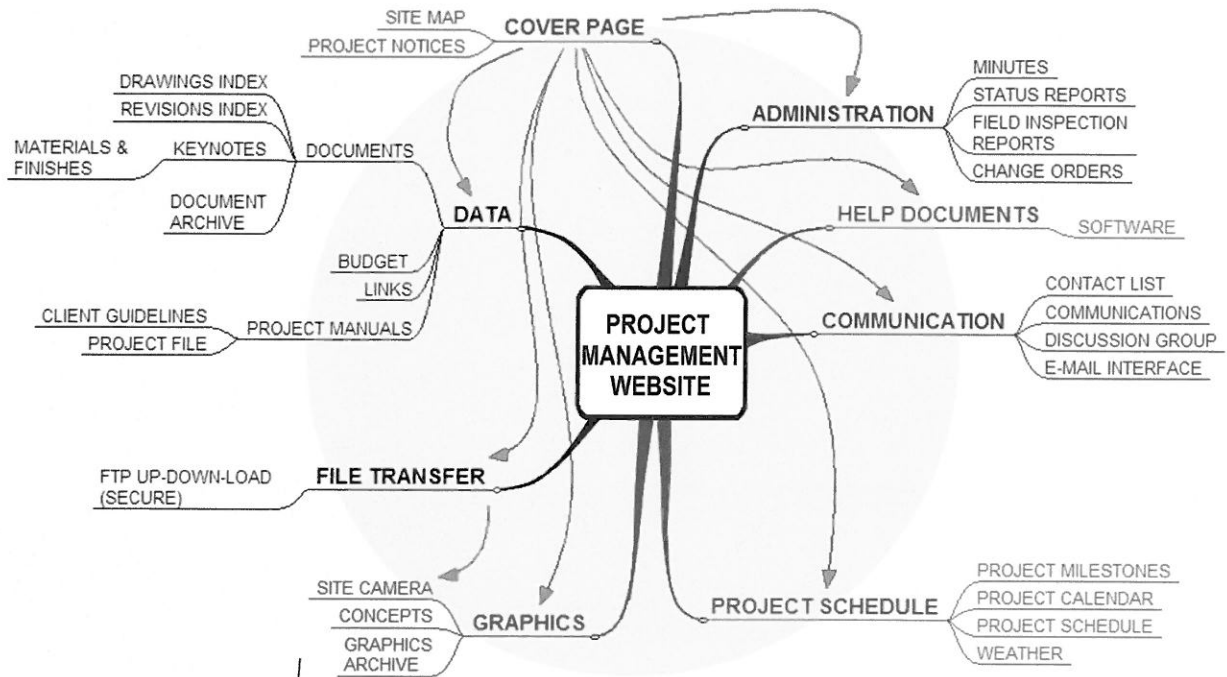 SITE MAP
PROJECT NOTICES
COVER PAGE
DRAWINGS INDEX
REVISIONS INDEX
MATERIALS &
FINISHES
KEYNOTES
DOCUMENTS
DOCUMENT
ARCHIVE
DATA
BUDGET
LINKS
CLIENT GUIDELINES
PROJECT FILE
PROJECT MANUALS
FTP UP-DOWN-LOAD
(SECURE)
FILE TRANSFER
SITE CAMERA
CONCEPTS
GRAPHICS
ARCHIVE
GRAPHICS
PROJECT
MANAGEMENT
WEBSITE
ADMINISTRATION
MINUTES
STATUS REPORTS
FIELD INSPECTION
REPORTS
CHANGE ORDERS
HELP DOCUMENTS
SOFTWARE
COMMUNICATION
CONTACT LIST
COMMUNICATIONS
DISCUSSION GROUP
E-MAIL INTERFACE
PROJECT SCHEDULE
PROJECT MILESTONES
PROJECT CALENDAR
PROJECT SCHEDULE
WEATHER